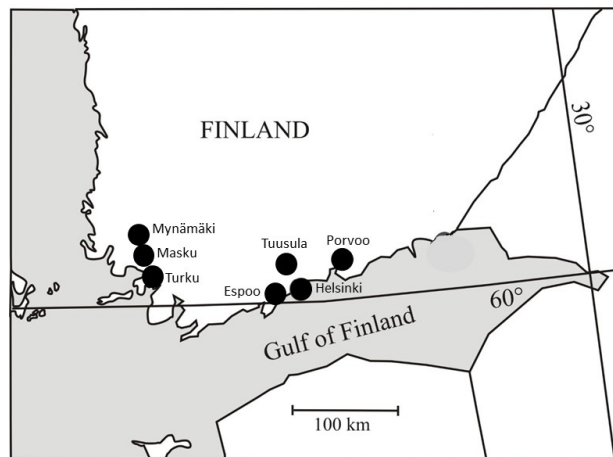 30°
FINLAND
Mynämäki
Masku
Turku
Tuusula
Porvoo
Espoo
Helsinki
60°
Gulf of Finland
100 km